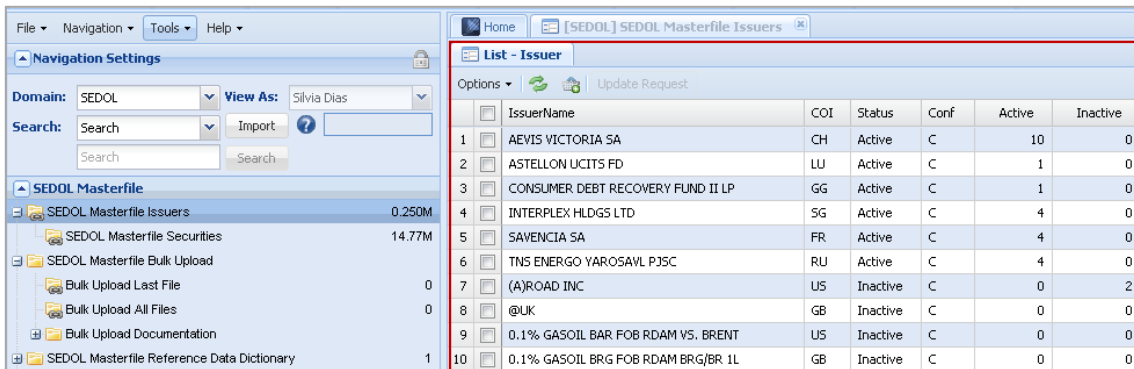 File Navigation Tools Help
Navigation Settings
Domain: SEDOL View As: Silvia Dias
Search: Search Import
Search Search
SEDOL Masterfile
SEDOL Masterfile Issuers 0.250M
SEDOL Masterfile Securities 14.77M
SEDOL Masterfile Bulk Upload
Bulk Upload Last File 0
Bulk Upload All Files 0
Bulk Upload Documentation
SEDOL Masterfile Reference Data Dictionary 1
Home [SEDOL] SEDOL Masterfile Issuers
List - Issuer
Options Update Request
IssuerName COI Status Conf Active Inactive
1 AEVIS VICTORIA SA CH Active C 10 0
2 ASTELLON UCITS FD LU Active C 1 0
3 CONSUMER DEBT RECOVERY FUND II LP GG Active C 1 0
4 INTERPLEX HLDGS LTD SG Active C 4 0
5 SAVENCIA SA FR Active C 4 0
6 TNS ENERGO YAROSAVL PJSC RU Active C 4 0
7 (A)ROAD INC US Inactive C 0 2
8 @UK GB Inactive C 0 0
9 0.1% GASOIL BAR FOB RDAM VS. BRENT US Inactive C 0 0
10 0.1% GASOIL BRG FOB RDAM BRG/BR 1L GB Inactive C 0 0